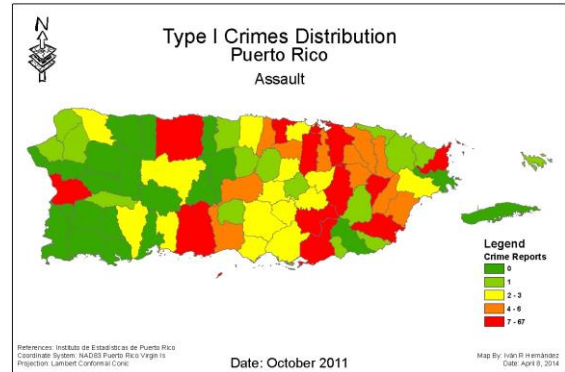 N
Type I Crimes Distribution
Puerto Rico
Assault
Legend
Crime Reports
0
1
2 - 3
4 - 6
7 - 67
References: Instituto de Estadísticas de Puerto Rico
Coordinate System: NAD83 Puerto Rico Virgin Is
Projection: Lambert Conformal Conic
Date: October 2011
Map By: Iván R Hernández
Date: April 8, 2014